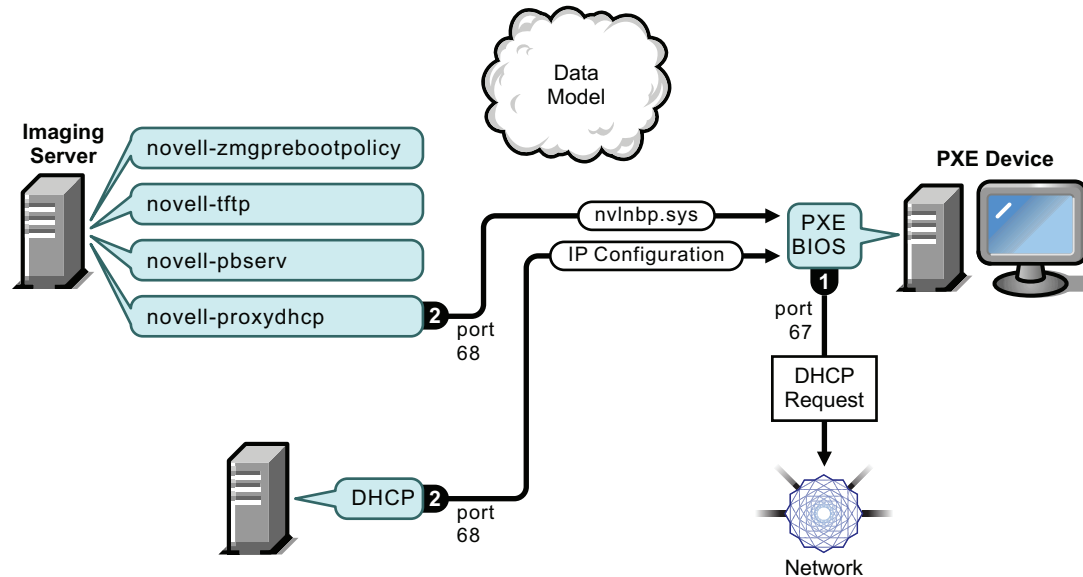 Data
Model
Imaging
Server
novell-zmgprebootpolicy
novell-tftp
novell-pbserv
novell-proxydhcp
2
port
68
nvlnbp.sys
IP Configuration
PXE
BIOS
PXE Device
1
port
67
DHCP
Request
Network
DHCP
2
port
68